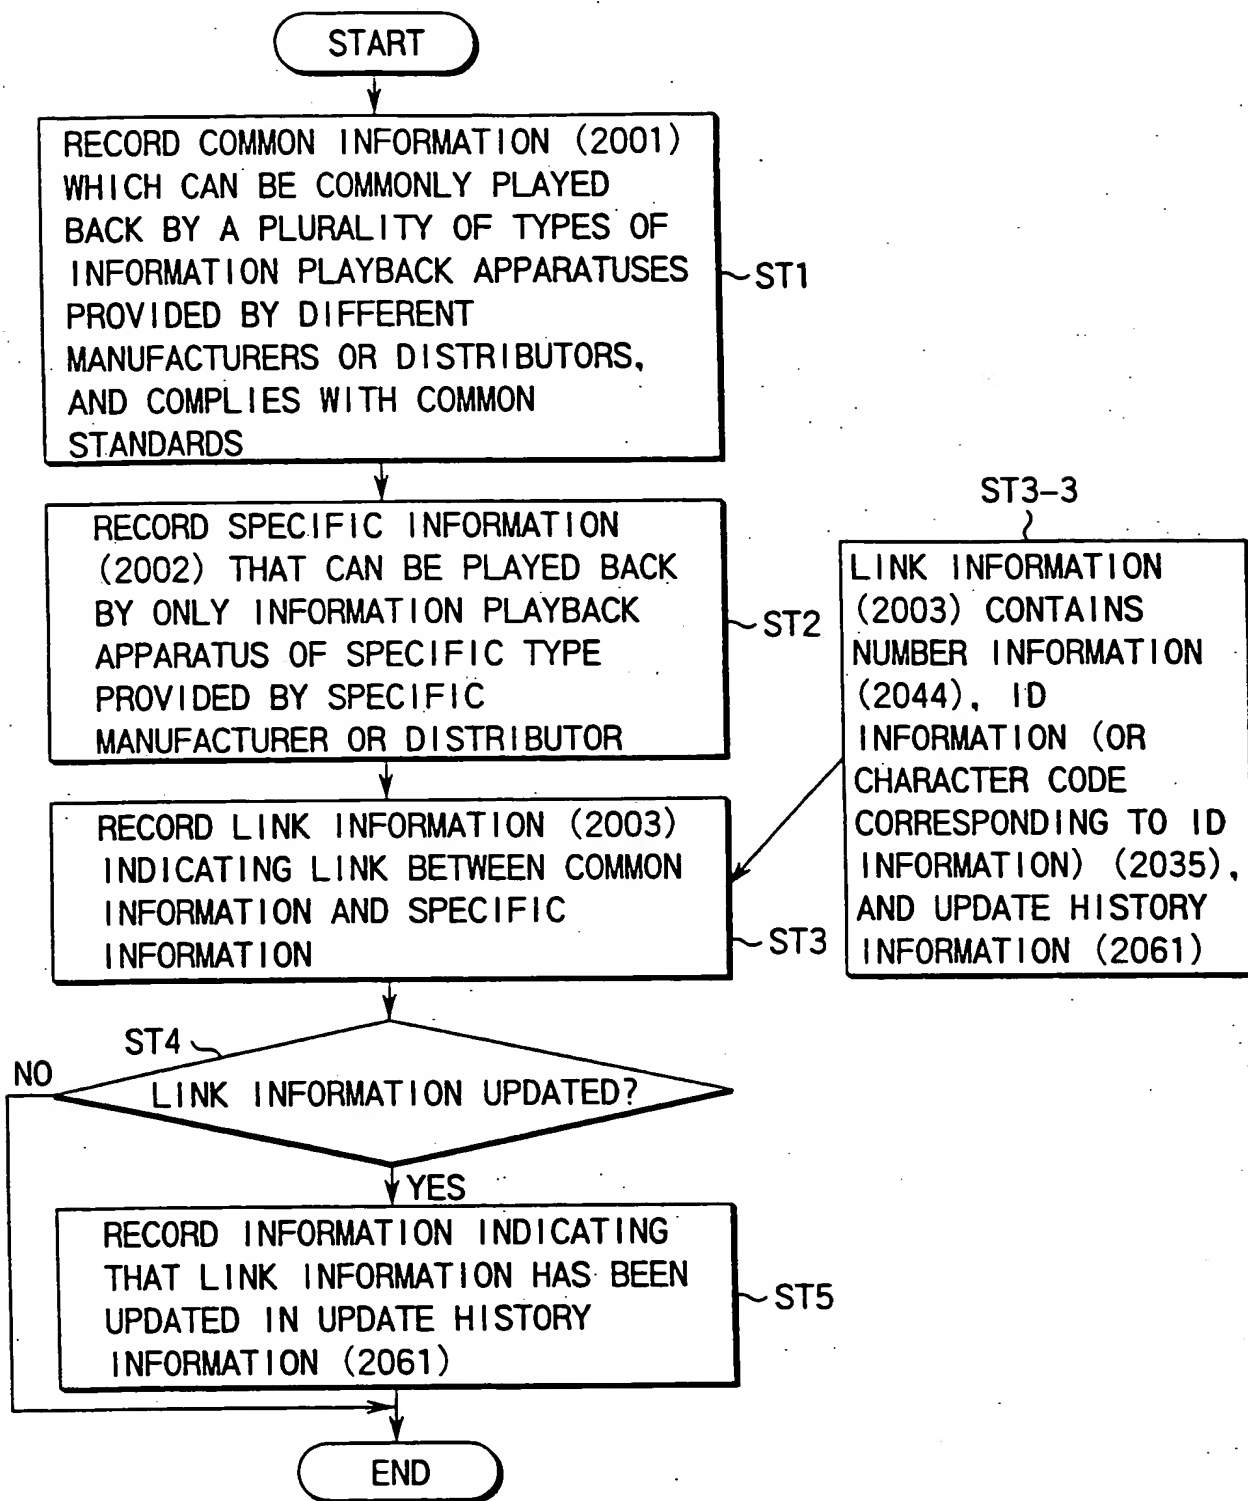 START
RECORD COMMON INFORMATION (2001)
WHICH CAN BE COMMONLY PLAYED
BACK BY A PLURALITY OF TYPES OF
INFORMATION PLAYBACK APPARATUSES
PROVIDED BY DIFFERENT
MANUFACTURERS OR DISTRIBUTORS,
AND COMPLIES WITH COMMON
STANDARDS
ST1
RECORD SPECIFIC INFORMATION
(2002) THAT CAN BE PLAYED BACK
BY ONLY INFORMATION PLAYBACK
APPARATUS OF SPECIFIC TYPE
PROVIDED BY SPECIFIC
MANUFACTURER OR DISTRIBUTOR
ST2
ST3-3
LINK INFORMATION
(2003) CONTAINS
NUMBER INFORMATION
(2044), ID
INFORMATION (OR
CHARACTER CODE
CORRESPONDING TO ID
INFORMATION) (2035),
AND UPDATE HISTORY
INFORMATION (2061)
RECORD LINK INFORMATION (2003)
INDICATING LINK BETWEEN COMMON
INFORMATION AND SPECIFIC
INFORMATION
ST3
ST4
NO
LINK INFORMATION UPDATED?
YES
RECORD INFORMATION INDICATING
THAT LINK INFORMATION HAS BEEN
UPDATED IN UPDATE HISTORY
INFORMATION (2061)
ST5
END